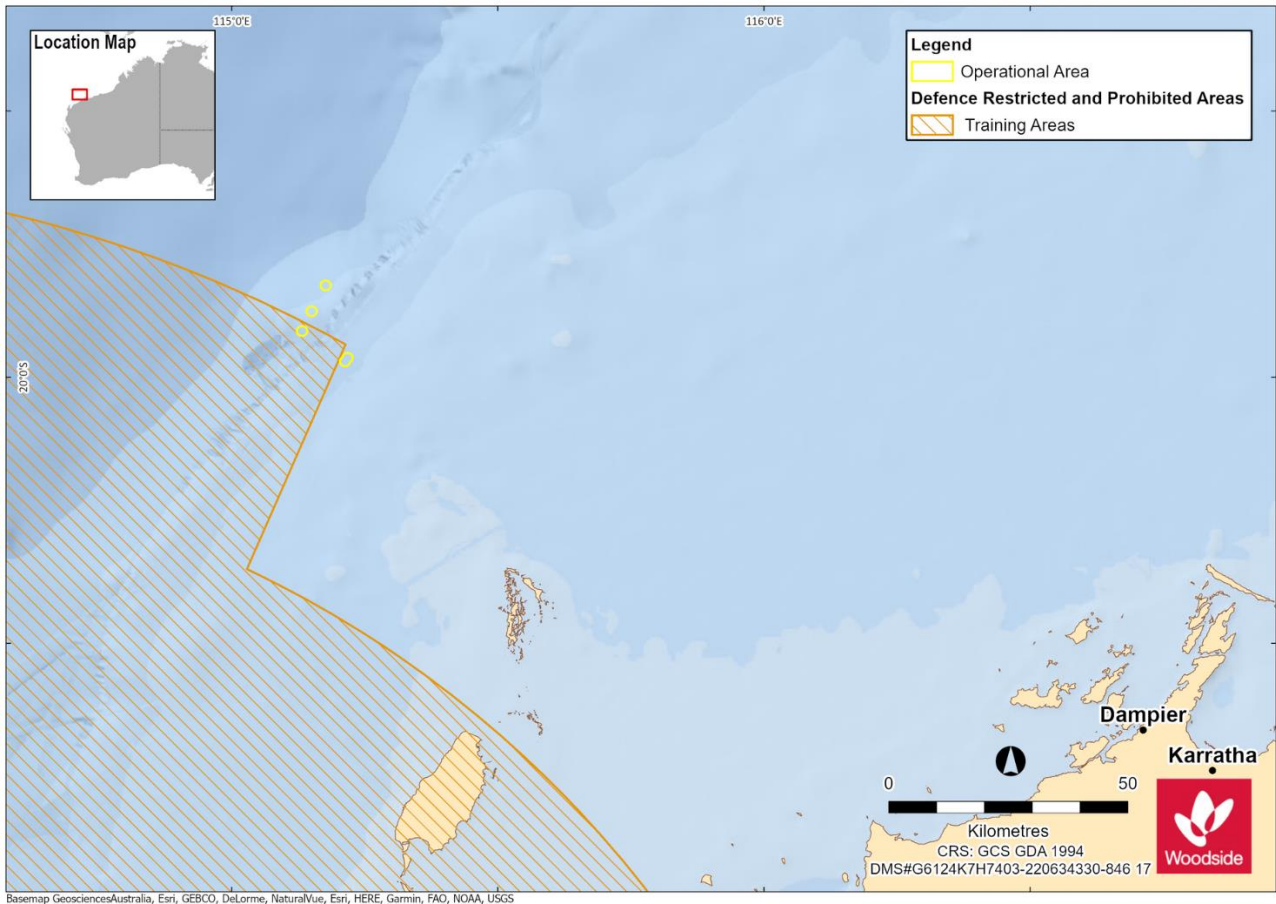 115°0'E
116°0'E
Location Map
Legend
Operational Area
Defence Restricted and Prohibited Areas
Training Areas
20°0'S
Dampier
Karratha
0
50
Kilometres
CRS: GCS GDA 1994
DMS#G6124K7H7403-220634330-846 17
Woodside
Basemap GeosciencesAustralia, Esri, GEBCO, DeLorme, NaturalVue, Esri, HERE, Garmin, FAO, NOAA, USGS